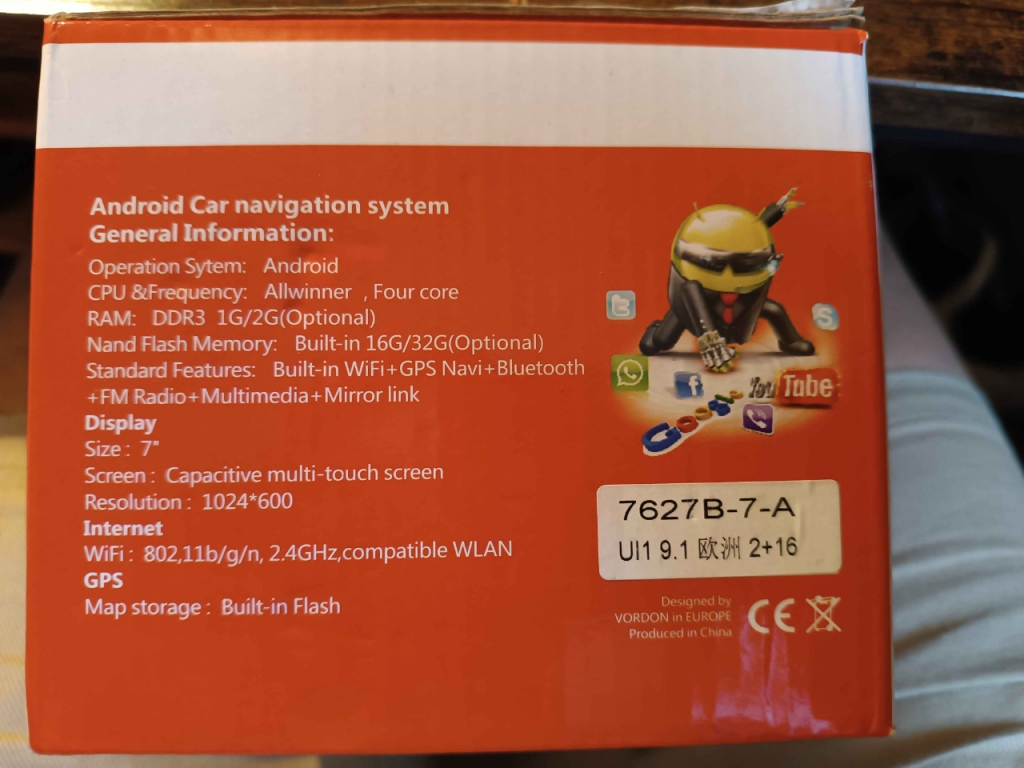 Android Car navigation system
General Information:
Operation Sytem: Android
CPU &Frequency: Allwinner , Four core
RAM: DDR3 1G/2G(Optional)
Nand Flash Memory: Built-in 16G/32G(Optional)
Standard Features: Built-in WiFi+GPS Navi+Bluetooth
+FM Radio+Multimedia+Mirror link
Display
Size : 7"
Screen : Capacitive multi-touch screen
Resolution : 1024*600
Internet
WiFi : 802,11b/g/n, 2.4GHz,compatible WLAN
GPS
Map storage : Built-in Flash
You Tube
Google
7627B-7-A
UI1 9.1 欧洲 2+16
Designed by
VORDON in EUROPE
Produced in China
CE